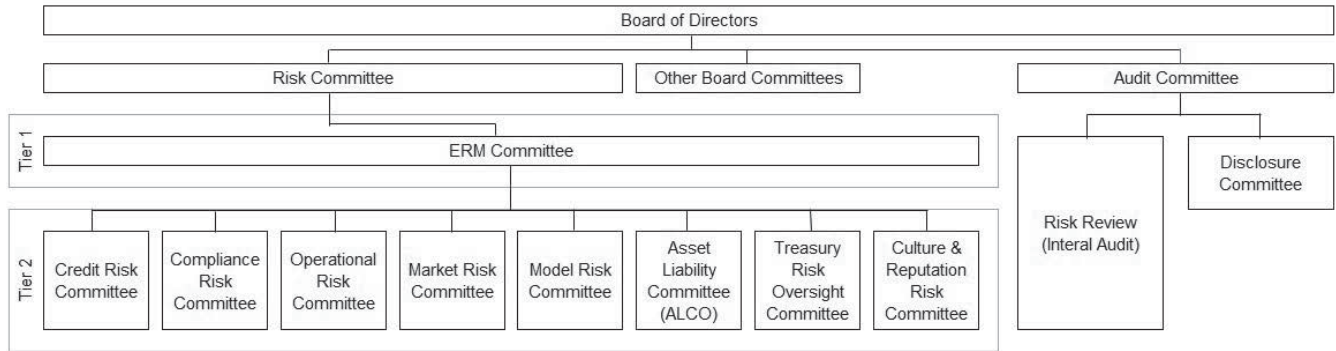 Board of Directors
Risk Committee
Other Board Committees
Audit Committee
Tier 1
ERM Committee
Risk Review
(Interal Audit)
Disclosure
Committee
Tier 2
Credit Risk
Committee
Compliance
Risk
Committee
Operational
Risk
Committee
Market Risk
Committee
Model Risk
Committee
Asset
Liability
Committee
(ALCO)
Treasury
Risk
Oversight
Committee
Culture &
Reputation
Risk
Committee